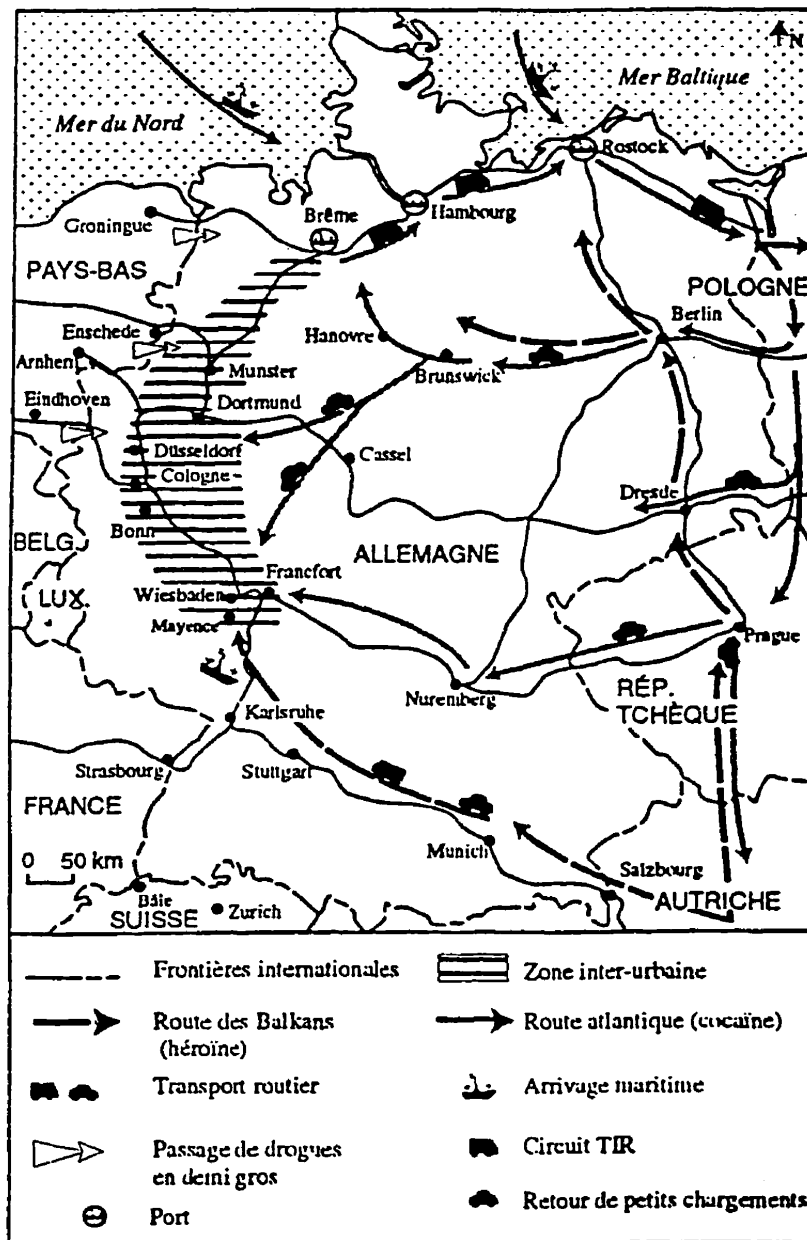 N
Mer Baltique
Mer du Nord
Rostock
Hambourg
Brême
Groningue
PAYS-BAS
POLOGNE
Berlin
Enschede
Hanovre
Arnhen
Munster
Brunswick
Eindhoven
Dortmund
Düsseldorf
Cassel
Cologne
Dresde
Bonn
BELG.
ALLEMAGNE
Francfort
Wiesbaden
LUX.
Mayence
Prague
Nuremberg
RÉP.
TCHÈQUE
Karlsruhe
Strasbourg
Stuttgart
FRANCE
0 50 km
Munich
Salzbourg
AUTRICHE
Bâle
SUISSE
Zurich
Frontières internationales
Zone inter-urbaine
Route des Balkans
(héroïne)
Route atlantique (cocaïne)
Transport routier
Arrivage maritime
Passage de drogues
en demi gros
Circuit TIR
Port
Retour de petits chargements